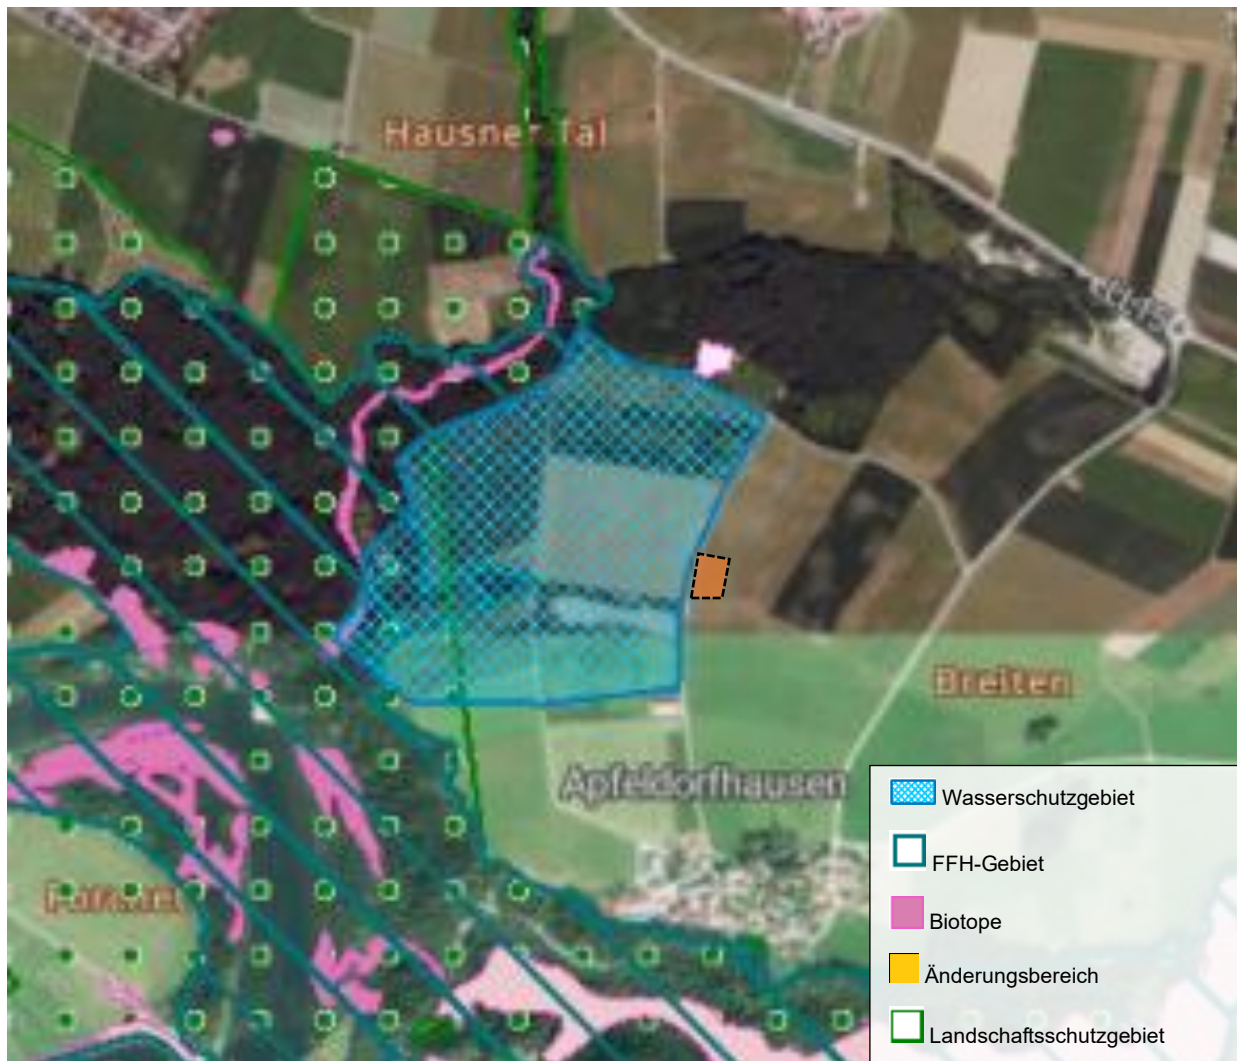 Hausner Tal
Breiten
Apfeldorfhausen
Wasserschutzgebiet
FFH-Gebiet
Biotope
Änderungsbereich
Landschaftsschutzgebiet